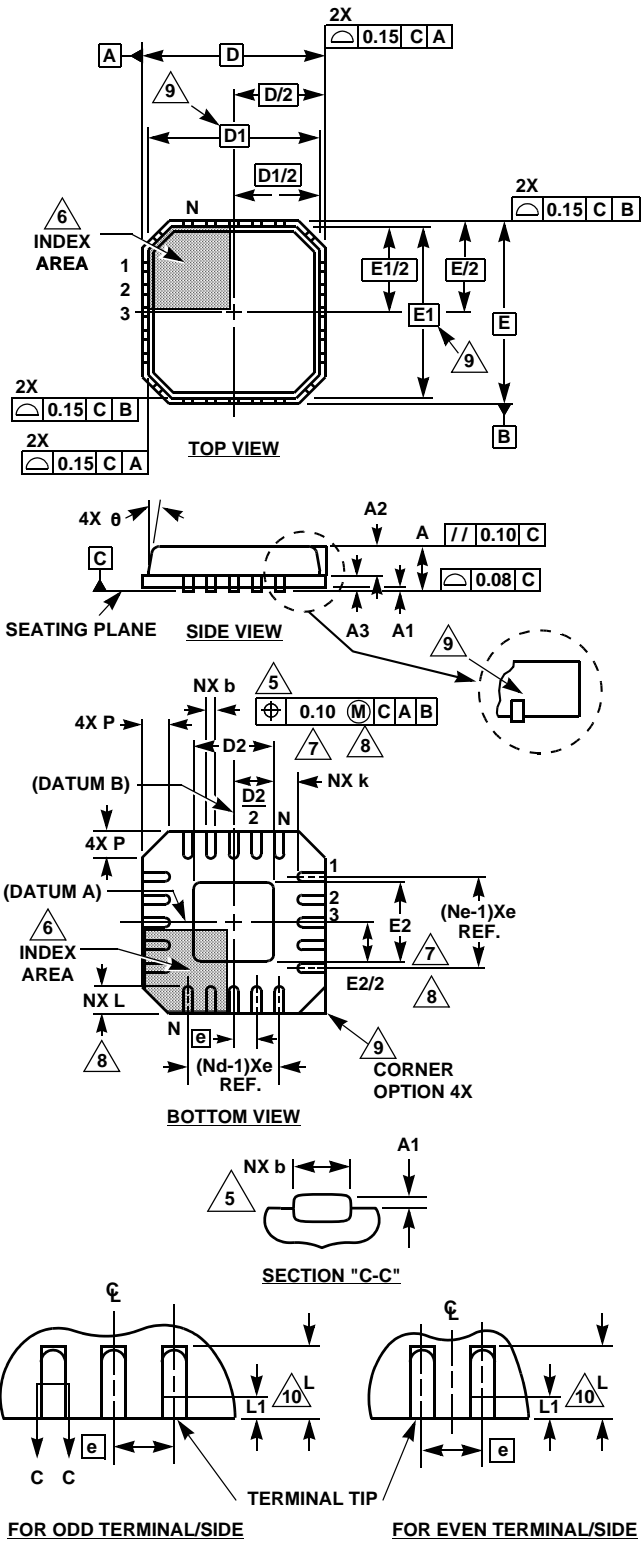 2X
0.15 C A
A
D
9
D/2
D1
D1/2
2X
0.15 C B
6
INDEX
AREA
N
1
2
3
E1/2
E/2
E1
E
9
2X
0.15 C B
B
2X
0.15 C A
TOP VIEW
4X θ
A2
A
// 0.10 C
C
0.08 C
SEATING PLANE
SIDE VIEW
A3
A1
9
NX b
5
0.10 M C A B
4X P
D2
7
8
(DATUM B)
D2
2
N
NX k
4X P
1
(DATUM A)
2
3
E2
(Ne-1)Xe
REF.
6
INDEX
AREA
7
E2/2
8
NX L
8
N
e
9
(Nd-1)Xe
REF.
CORNER
OPTION 4X
BOTTOM VIEW
A1
NX b
5
SECTION "C-C"
CL
CL
L
10
L1
L
10
L1
e
e
C C
TERMINAL TIP
FOR ODD TERMINAL/SIDE
FOR EVEN TERMINAL/SIDE